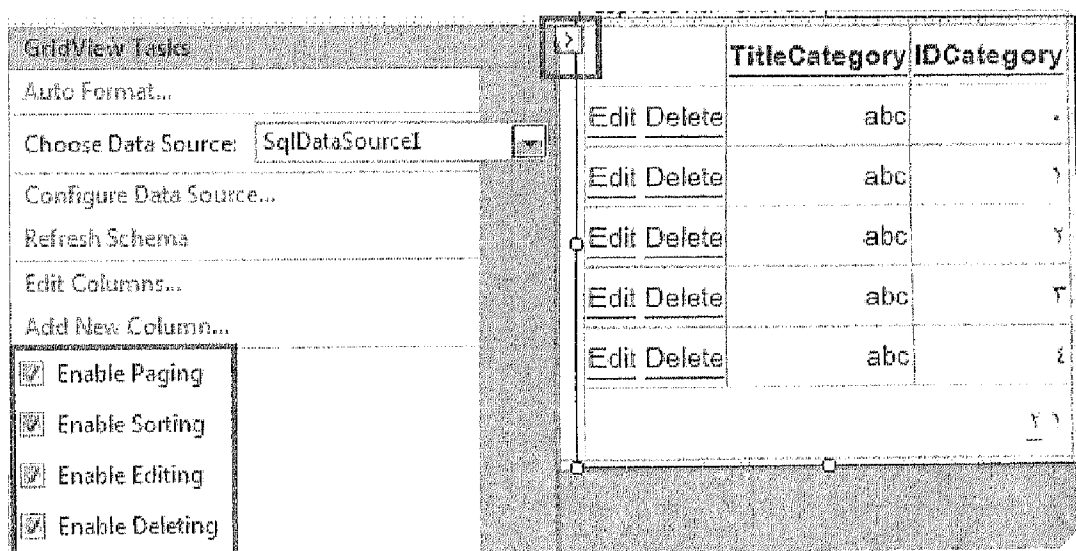 GridView Tasks
Auto Format...
Choose Data Source: SqlDataSource1
Configure Data Source...
Refresh Schema
Edit Columns...
Add New Column...
Enable Paging
Enable Sorting
Enable Editing
Enable Deleting
TitleCategory IDCategory
Edit Delete abc ٠
Edit Delete abc ١
Edit Delete abc ٢
Edit Delete abc ٣
Edit Delete abc ٤
١ ٢